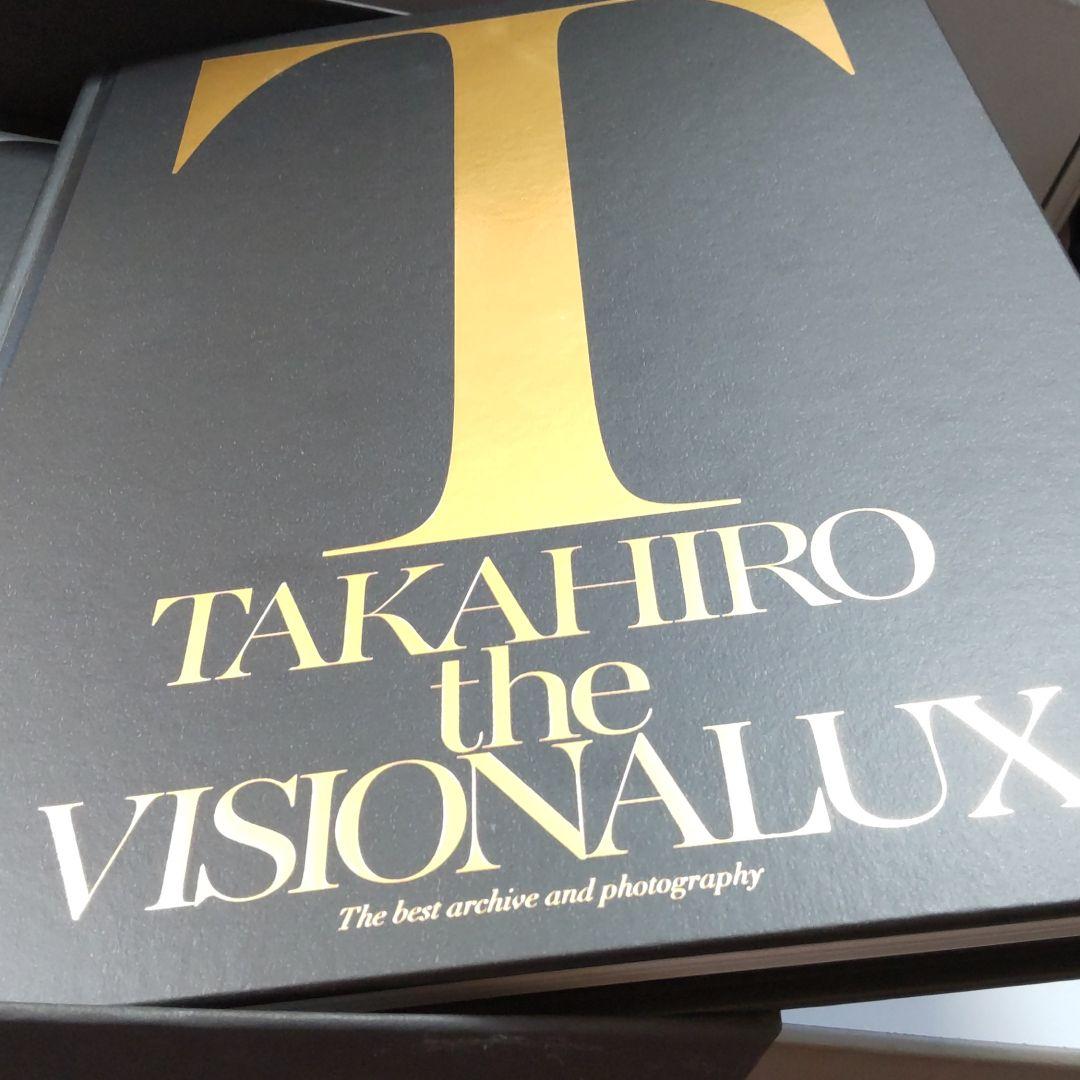 T
TAKAHIRO
the
VISIONALUX
The best archive and photography